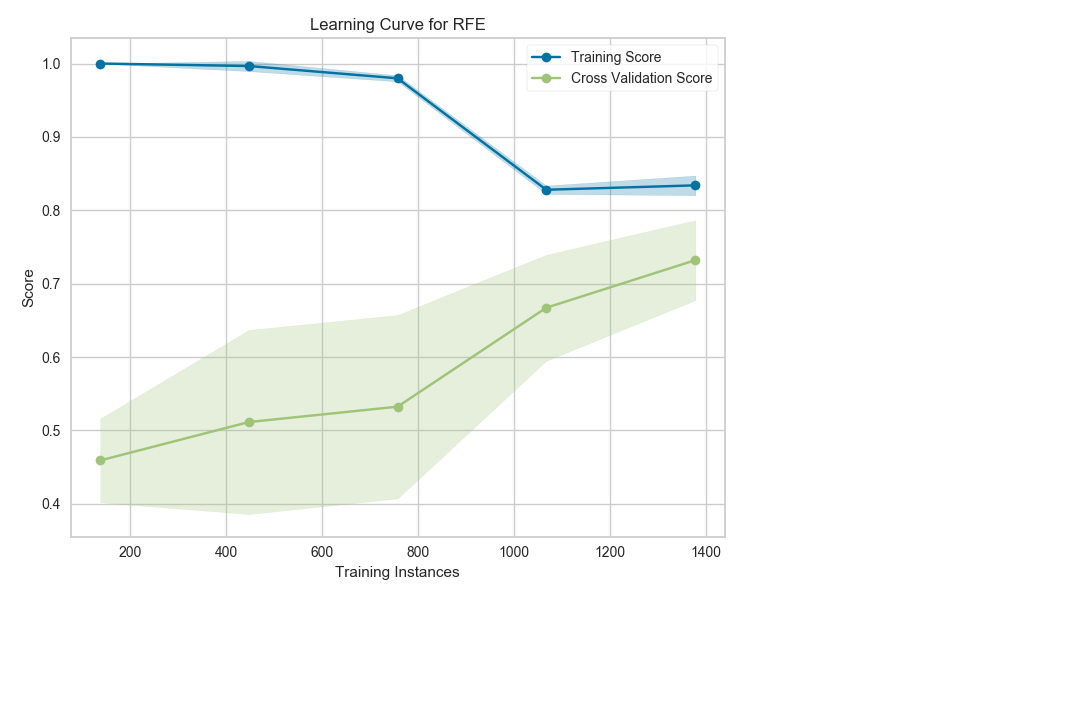 Learning Curve for RFE
Training Score
Cross Validation Score
1.0
0.9
0.8
0.7
0.6
0.5
0.4
Score
200 400 600 800 1000 1200 1400
Training Instances